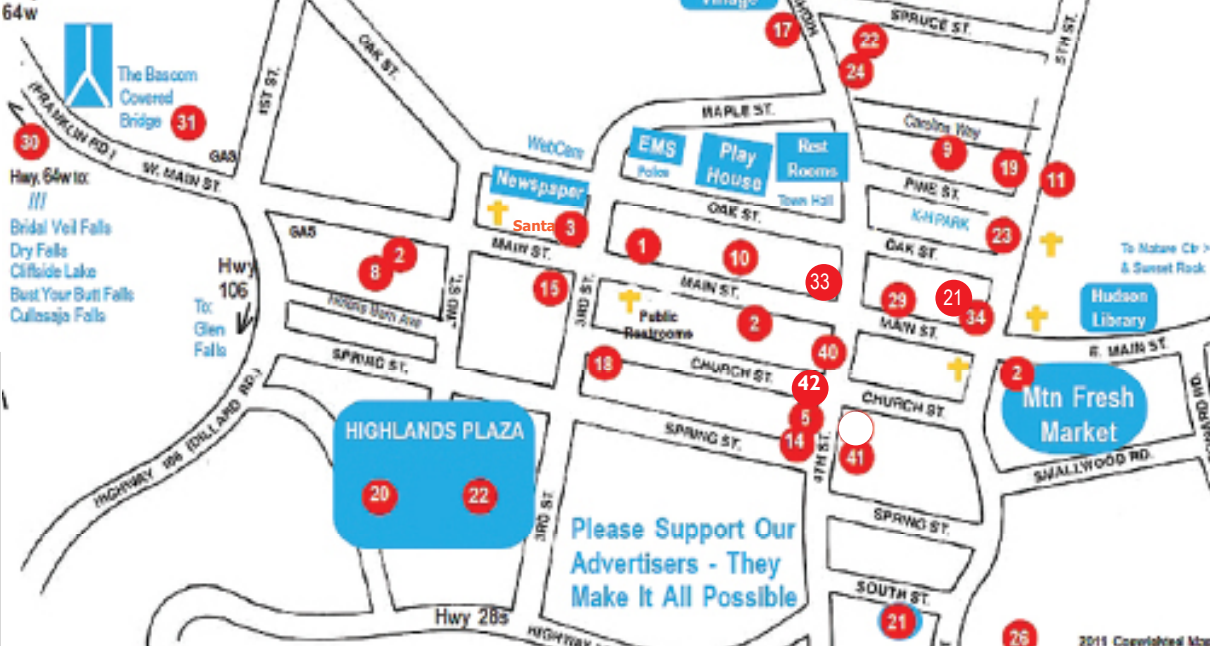 64w
Village
17
SPRUCE ST.
5TH ST.
22
24
OAK ST.
1ST ST.
The Bascom
Covered
Bridge
31
30
(FRANKLIN RD.)
W. MAIN ST.
GAS
Hwy. 64w to:
///
Bridal Veil Falls
Dry Falls
Cliffside Lake
Bust Your Butt Falls
Cullasaja Falls
MAPLE ST.
Carolina Way
9
19
11
WebCam
EMS
Police
Play
House
Rest
Rooms
Town Hall
PINE ST.
Newspaper
Santa
3
OAK ST.
K-H PARK
23
GAS
2
8
MAIN ST.
1
10
33
OAK ST.
To Nature Ctr >
& Sunset Rock
Hwy
106
To:
Glen
Falls
2ND ST.
15
3RD ST.
MAIN ST.
29
21
34
Hudson
Library
Public
Restrooms
2
MAIN ST.
E. MAIN ST.
SPRING ST.
18
CHURCH ST.
40
42
CHURCH ST.
2
Mtn Fresh
Market
HIGHLANDS PLAZA
20
22
SPRING ST.
5
14
4TH ST.
41
SMALLWOOD RD.
HIGHWAY 106 (DILLARD RD.)
3RD ST.
SPRING ST.
Please Support Our
Advertisers - They
Make It All Possible
SOUTH ST.
21
26
Hwy 28s
HIGHWAY
2011 Copyrighted Map